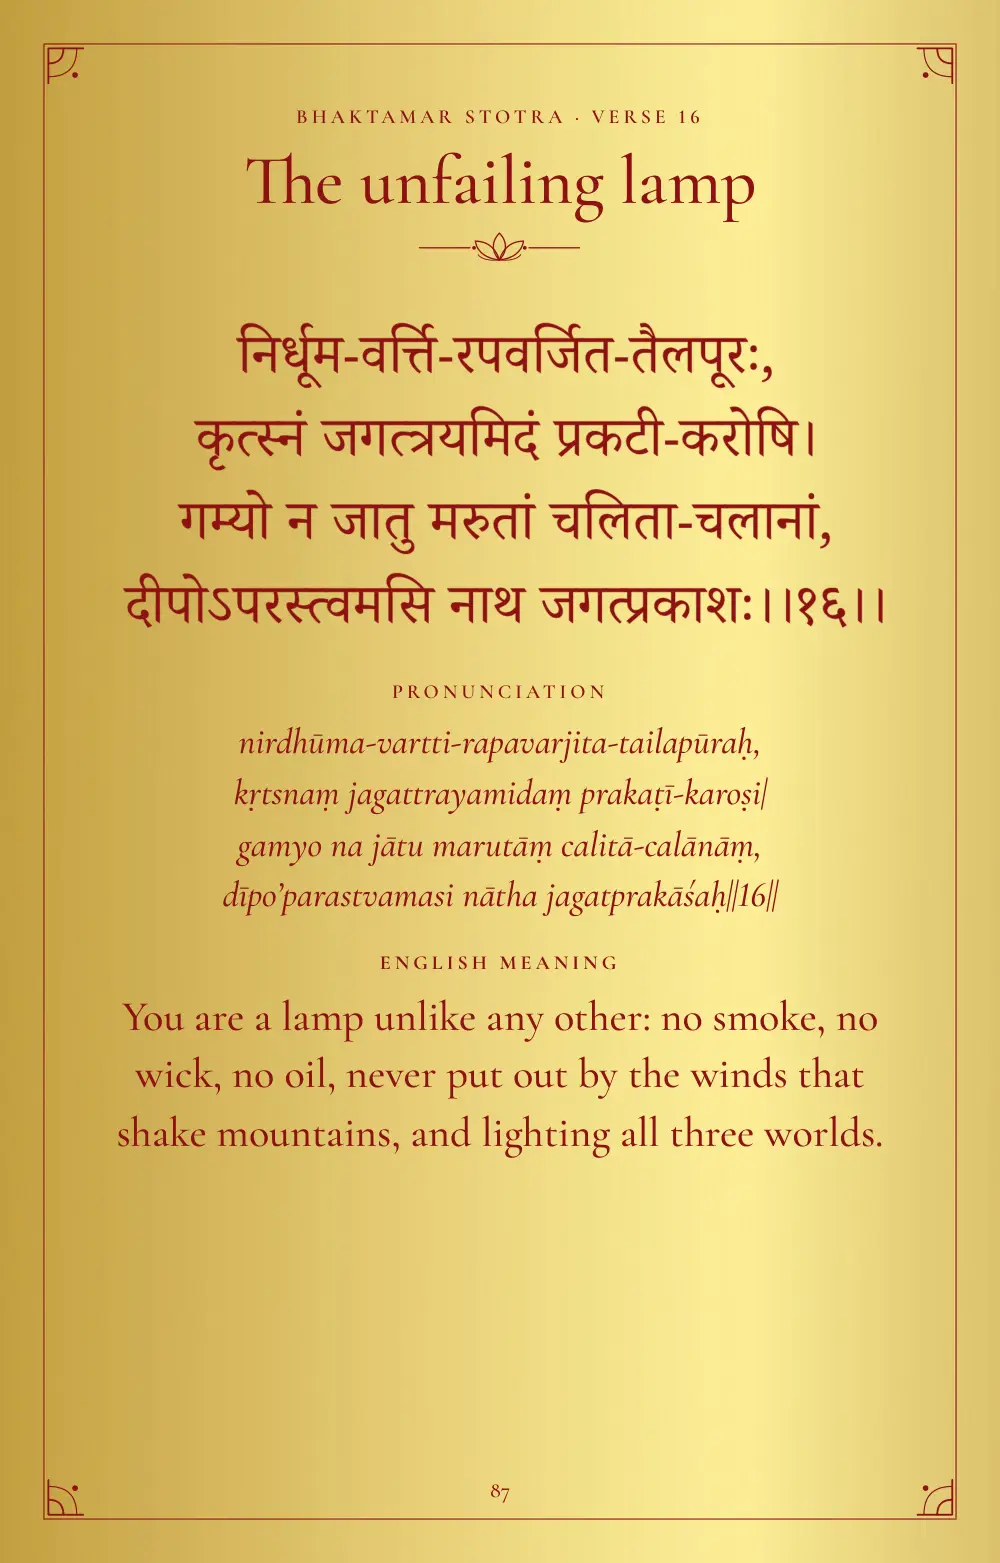 BHAKTAMAR STOTRA · VERSE 16
The unfailing lamp
निर्धूम-वर्त्ति-रपवर्जित-तैलपूरः,
कृत्स्नं जगत्त्रयमिदं प्रकटी-करोषि।
गम्यो न जातु मरुतां चलिता-चलानां,
दीपोऽपरस्त्वमसि नाथ जगत्प्रकाशः।।१६।।
PRONUNCIATION
nirdhūma-vartti-rapavarjita-tailapūraḥ,
kṛtsnaṃ jagattrayamidaṃ prakaṭī-karoṣi|
gamyo na jātu marutāṃ calitā-calānāṃ,
dīpo’parastvamasi nātha jagatprakāśaḥ||16||
ENGLISH MEANING
You are a lamp unlike any other: no smoke, no
wick, no oil, never put out by the winds that
shake mountains, and lighting all three worlds.
87